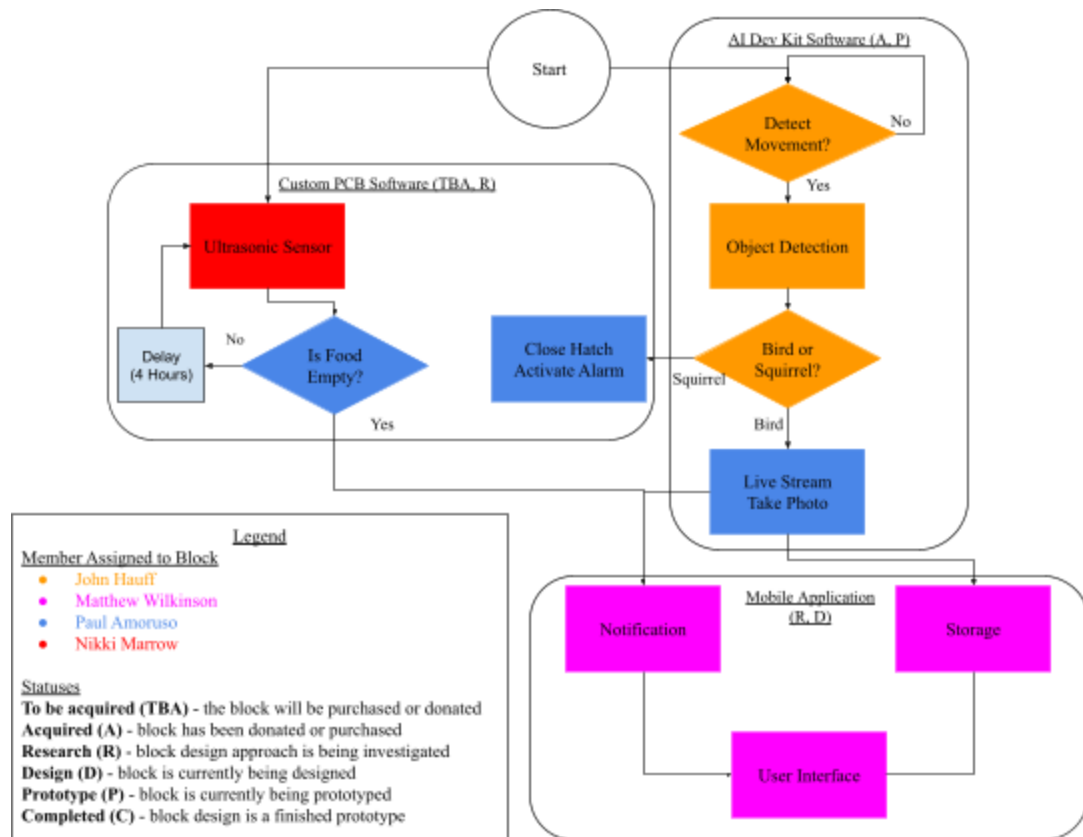 Start
AI Dev Kit Software (A, P)
Detect
Movement?
No
Yes
Custom PCB Software (TBA, R)
Ultrasonic Sensor
Object Detection
No
Delay
(4 Hours)
Is Food
Empty?
Close Hatch
Activate Alarm
Bird or
Squirrel?
Squirrel
Yes
Bird
Live Stream
Take Photo
Legend
Member Assigned to Block
● John Hauff
● Matthew Wilkinson
● Paul Amoruso
● Nikki Marrow
Statuses
To be acquired (TBA) - the block will be purchased or donated
Acquired (A) - block has been donated or purchased
Research (R) - block design approach is being investigated
Design (D) - block is currently being designed
Prototype (P) - block is currently being prototyped
Completed (C) - block design is a finished prototype
Mobile Application
(R, D)
Notification
Storage
User Interface